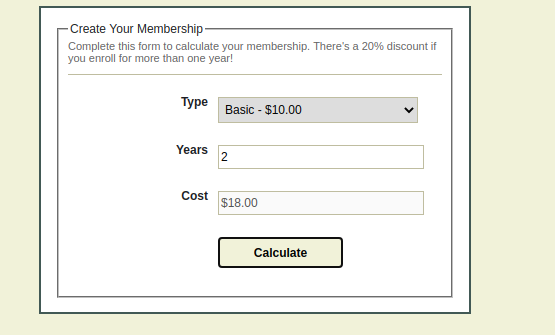 Create Your Membership
Complete this form to calculate your membership. There's a 20% discount if
you enroll for more than one year!
Type
Basic - $10.00
Years
2
Cost
$18.00
Calculate